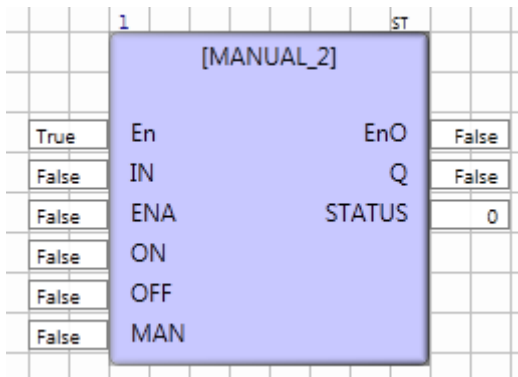 1 ST
[MANUAL_2]
True En EnO False
False IN Q False
False ENA STATUS 0
False ON
False OFF
False MAN